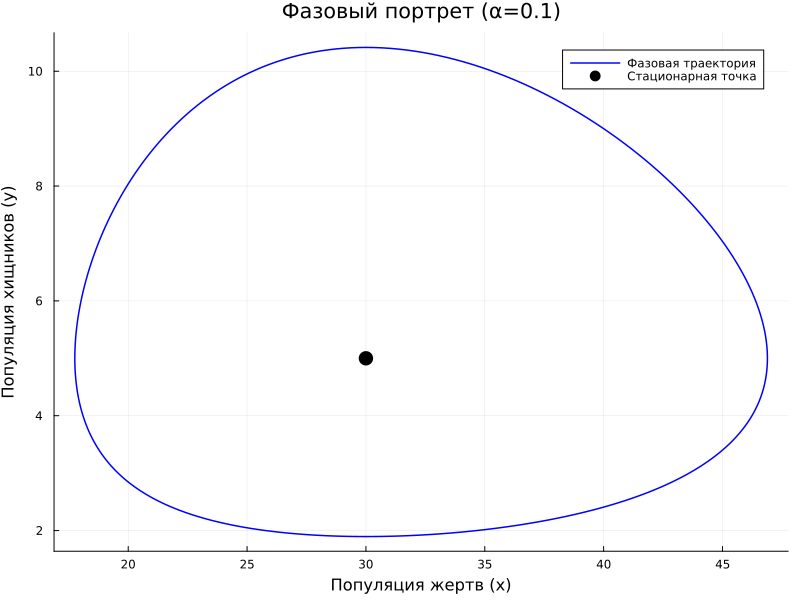 Фазовый портрет (α=0.1)
Фазовая траектория
Стационарная точка
Популяция хищников (y)
10
8
6
4
2
20
25
30
35
40
45
Популяция жертв (x)